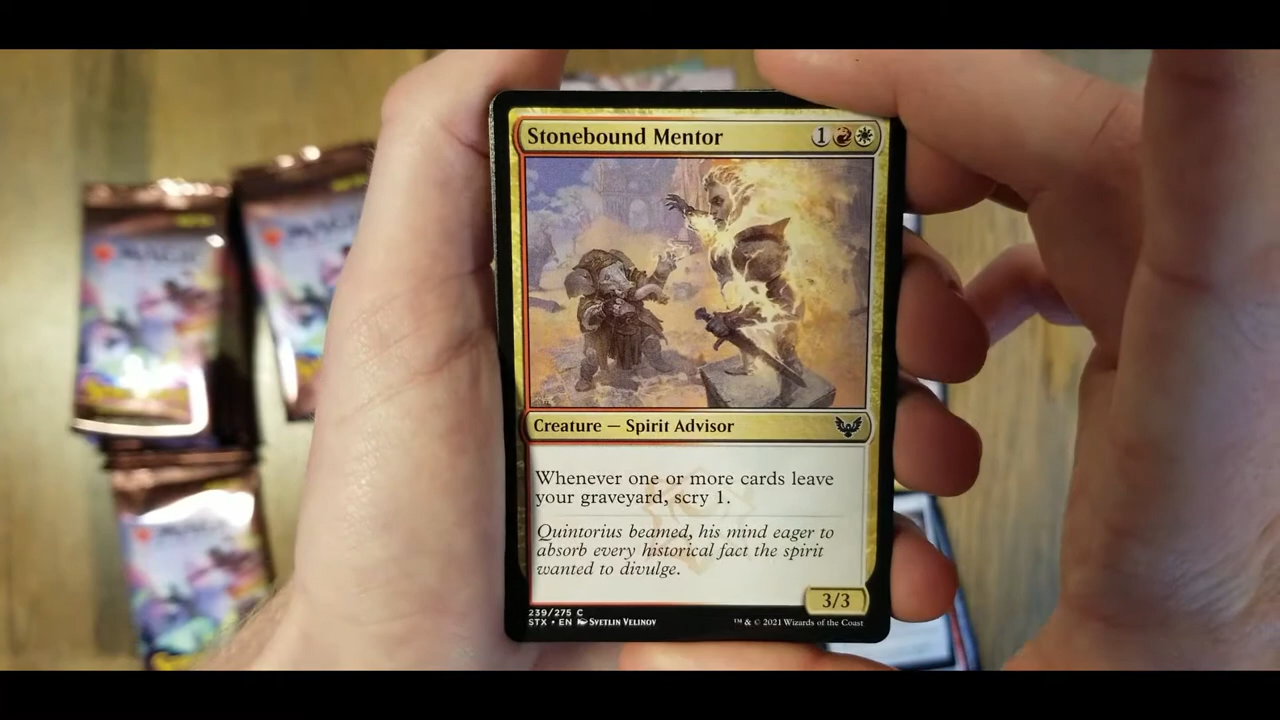 Stonebound Mentor 1
Creature — Spirit Advisor
Whenever one or more cards leave
your graveyard, scry 1.
Quintorius beamed, his mind eager to
absorb every historical fact the spirit
wanted to divulge.
3/3
239/275 C
STX • EN Svetlin Velinov
™ & © 2021 Wizards of the Coast
MAGIC